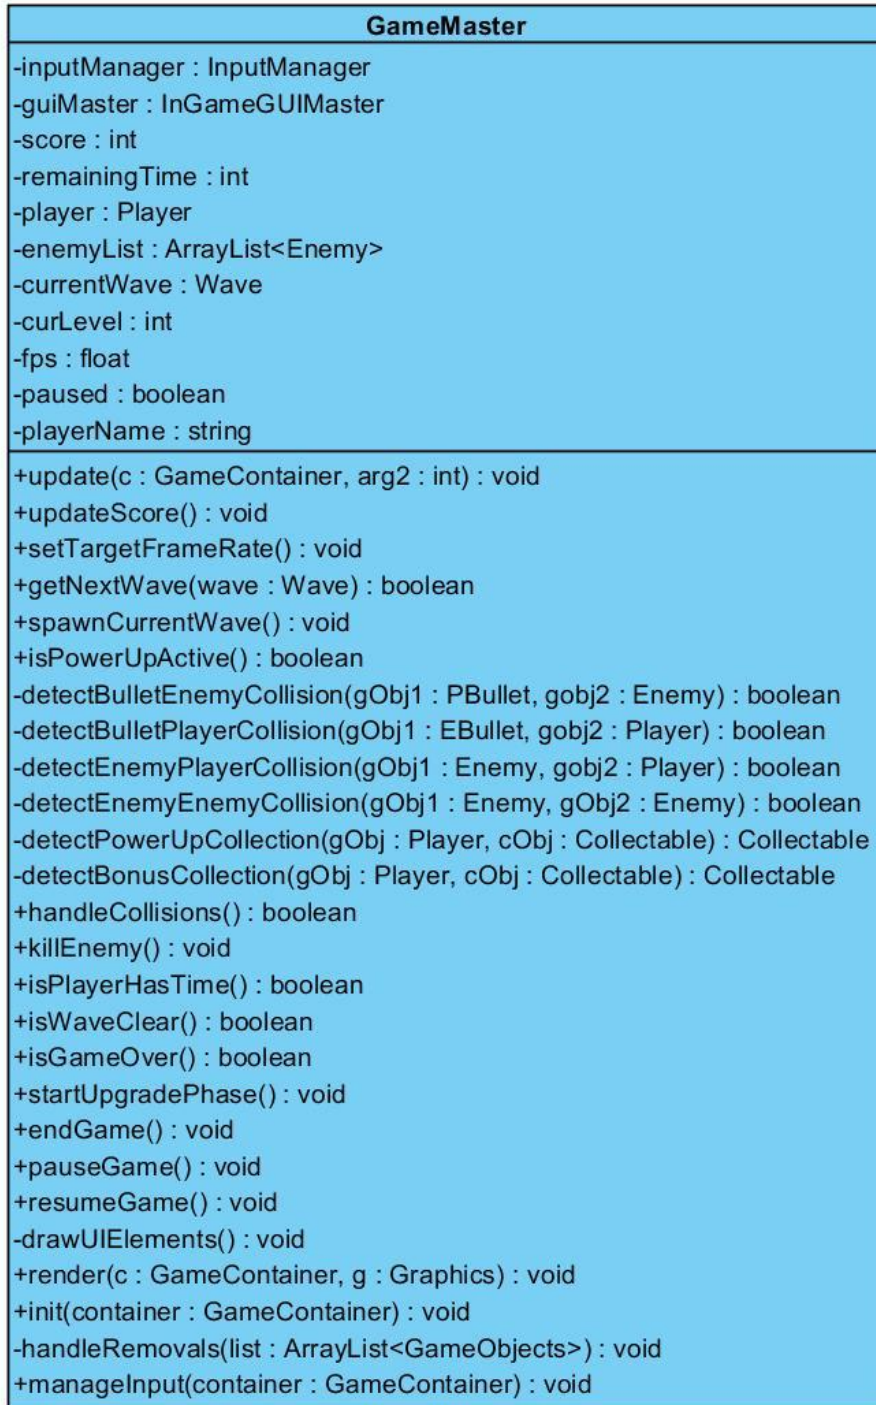 GameMaster
-inputManager : InputManager
-guiMaster : InGameGUIMaster
-score : int
-remainingTime : int
-player : Player
-enemyList : ArrayList<Enemy>
-currentWave : Wave
-curLevel : int
-fps : float
-paused : boolean
-playerName : string
+update(c : GameContainer, arg2 : int) : void
+updateScore() : void
+setTargetFrameRate() : void
+getNextWave(wave : Wave) : boolean
+spawnCurrentWave() : void
+isPowerUpActive() : boolean
-detectBulletEnemyCollision(gObj1 : PBullet, gobj2 : Enemy) : boolean
-detectBulletPlayerCollision(gObj1 : EBullet, gobj2 : Player) : boolean
-detectEnemyPlayerCollision(gObj1 : Enemy, gobj2 : Player) : boolean
-detectEnemyEnemyCollision(gObj1 : Enemy, gObj2 : Enemy) : boolean
-detectPowerUpCollection(gObj : Player, cObj : Collectable) : Collectable
-detectBonusCollection(gObj : Player, cObj : Collectable) : Collectable
+handleCollisions() : boolean
+killEnemy() : void
+isPlayerHasTime() : boolean
+isWaveClear() : boolean
+isGameOver() : boolean
+startUpgradePhase() : void
+endGame() : void
+pauseGame() : void
+resumeGame() : void
-drawUIElements() : void
+render(c : GameContainer, g : Graphics) : void
+init(container : GameContainer) : void
-handleRemovals(list : ArrayList<GameObjects>) : void
+manageInput(container : GameContainer) : void